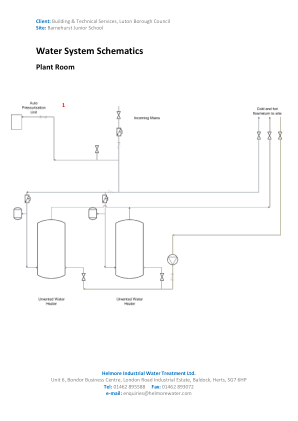 Client: Building & Technical Services, Luton Borough Council
Site: Barnehurst Junior School
Water System Schematics
Plant Room
Auto
Pressurisation
Unit
1
Incoming Mains
Cold and hot
flow/return to site
Unvented Water
Heater
Unvented Water
Heater
Helmore Industrial Water Treatment Ltd.
Unit 6, Bondor Business Centre, London Road Industrial Estate, Baldock, Herts, SG7 6HP
Tel: 01462 895588 Fax: 01462 893872
e-mail: enquiries@helmorewater.com